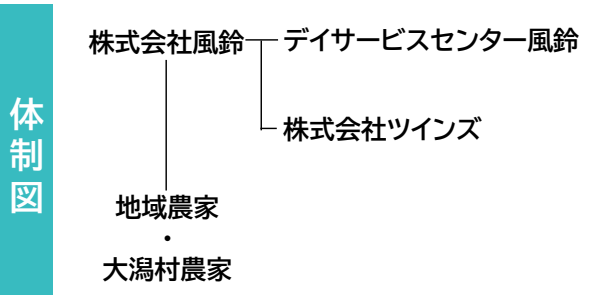 体制図
株式会社風鈴
デイサービスセンター風鈴
株式会社ツインズ
地域農家
・
大潟村農家